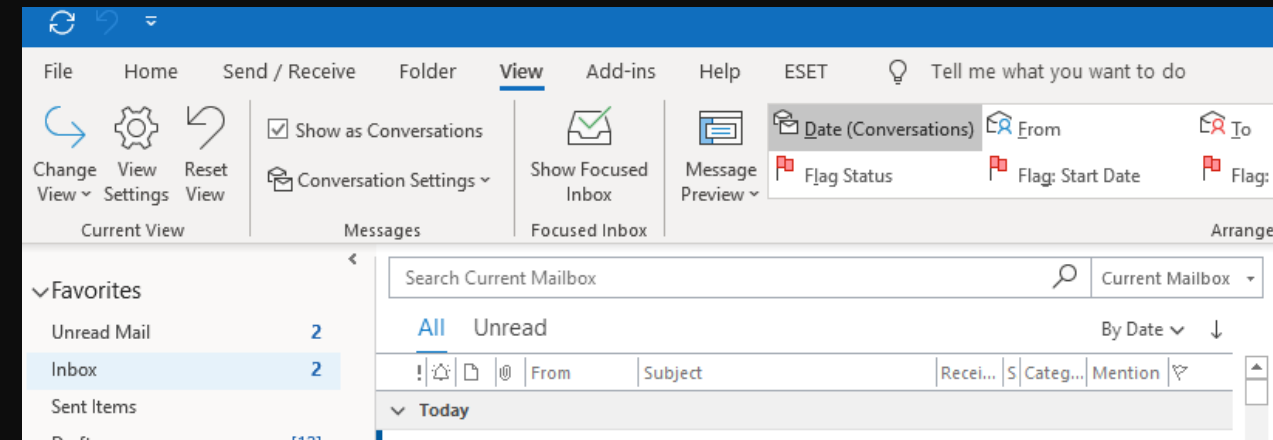 File Home Send / Receive Folder View Add-ins Help ESET Tell me what you want to do
Change View
View Settings
Reset View
Current View
Show as Conversations
Conversation Settings
Messages
Show Focused Inbox
Focused Inbox
Message Preview
Date (Conversations) From To
Flag Status Flag: Start Date Flag:
Arrange
Favorites
Unread Mail 2
Inbox 2
Sent Items
Search Current Mailbox Current Mailbox
All Unread By Date
! From Subject Recei... S Categ... Mention
Today